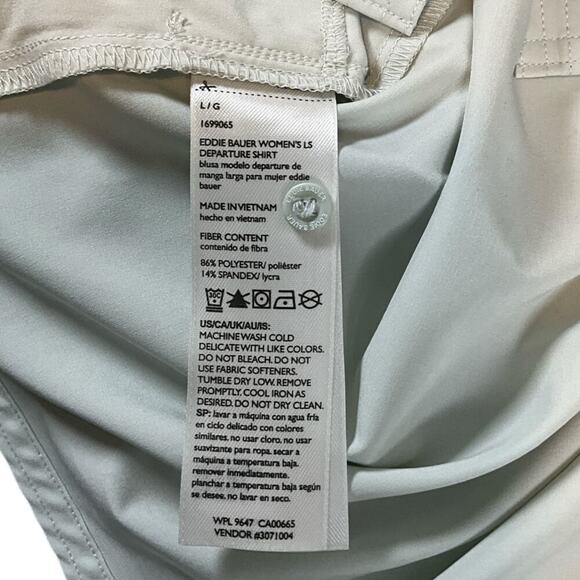 L / G
1699065
EDDIE BAUER WOMEN'S LS
DEPARTURE SHIRT
blusa modelo departure de
manga larga para mujer eddie
bauer
MADE IN VIETNAM
hecho en vietnam
EDDIE BAUER
EDDIE BAUER
FIBER CONTENT
contenido de fibra
86% POLYESTER/ poliéster
14% SPANDEX/ lycra
30C
US/CA/UK/AU/IS:
MACHINE WASH COLD
DELICATE WITH LIKE COLORS.
DO NOT BLEACH. DO NOT
USE FABRIC SOFTENERS.
TUMBLE DRY LOW. REMOVE
PROMPTLY. COOL IRON AS
DESIRED. DO NOT DRY CLEAN.
SP: lavar a máquina con agua fría
en ciclo delicado con colores
similares. no usar cloro. no usar
suavizante para ropa. secar a
máquina a temperatura baja.
remover inmediatamente.
planchar a temperatura baja según
se desee. no lavar en seco.
WPL 9647 CA00665
VENDOR #3071004